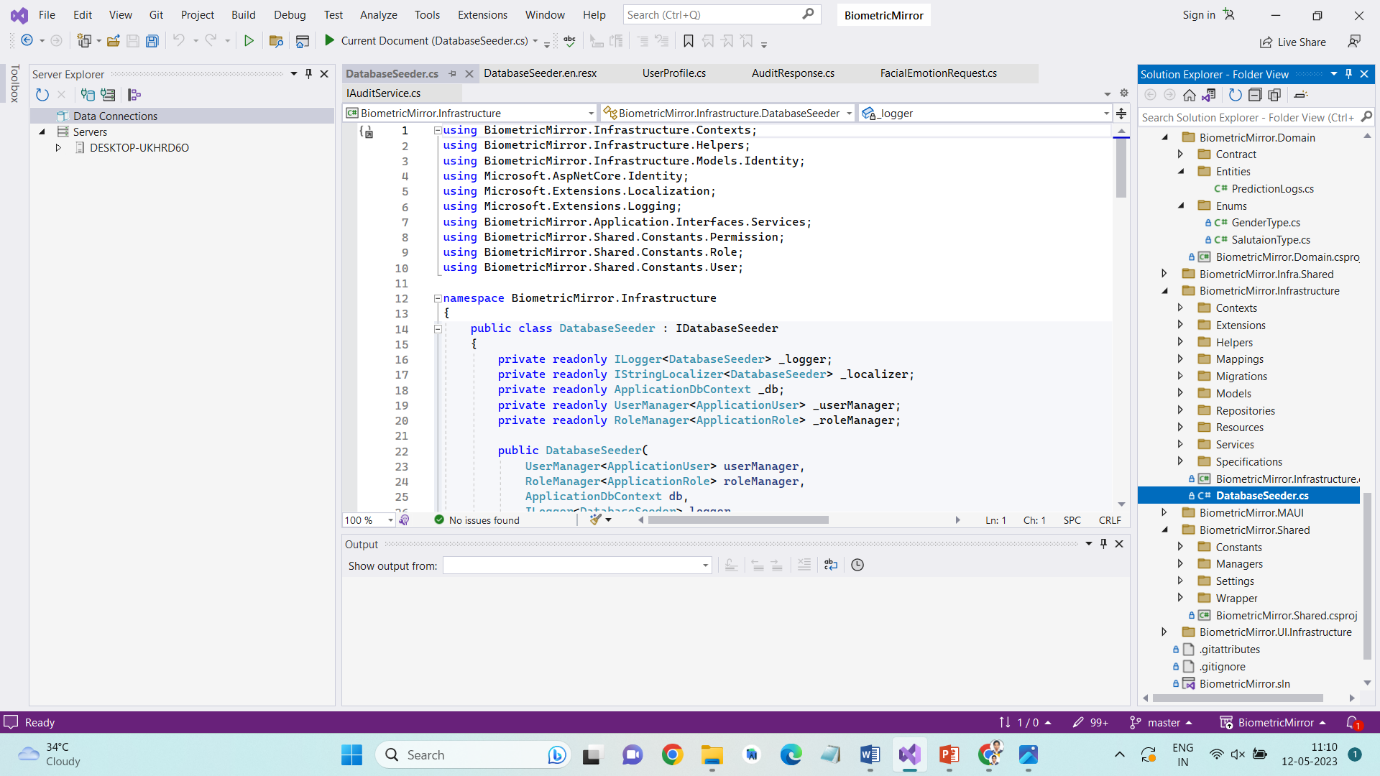 File Edit View Git Project Build Debug Test Analyze Tools Extensions Window Help Search (Ctrl+Q) BiometricMirror Sign in
Current Document (DatabaseSeeder.cs) Live Share
Toolbox
Server Explorer
Data Connections
Servers
DESKTOP-UKHRD6O
DatabaseSeeder.cs DatabaseSeeder.en.resx UserProfile.cs AuditResponse.cs FacialEmotionRequest.cs
IAuditService.cs
BiometricMirror.Infrastructure BiometricMirror.Infrastructure.DatabaseSeeder _logger
1 using BiometricMirror.Infrastructure.Contexts;
2 using BiometricMirror.Infrastructure.Helpers;
3 using BiometricMirror.Infrastructure.Models.Identity;
4 using Microsoft.AspNetCore.Identity;
5 using Microsoft.Extensions.Localization;
6 using Microsoft.Extensions.Logging;
7 using BiometricMirror.Application.Interfaces.Services;
8 using BiometricMirror.Shared.Constants.Permission;
9 using BiometricMirror.Shared.Constants.Role;
10 using BiometricMirror.Shared.Constants.User;
11
12 namespace BiometricMirror.Infrastructure
13 {
14 public class DatabaseSeeder : IDatabaseSeeder
15 {
16 private readonly ILogger<DatabaseSeeder> _logger;
17 private readonly IStringLocalizer<DatabaseSeeder> _localizer;
18 private readonly ApplicationDbContext _db;
19 private readonly UserManager<ApplicationUser> _userManager;
20 private readonly RoleManager<ApplicationRole> _roleManager;
21
22 public DatabaseSeeder(
23 UserManager<ApplicationUser> userManager,
24 RoleManager<ApplicationRole> roleManager,
25 ApplicationDbContext db,
26 ILogger<DatabaseSeeder> logger
100 % No issues found Ln: 1 Ch: 1 SPC CRLF
Output
Show output from:
Solution Explorer - Folder View
Search Solution Explorer - Folder View (Ctrl+
BiometricMirror.Domain
Contract
Entities
C# PredictionLogs.cs
Enums
C# GenderType.cs
C# SalutaionType.cs
BiometricMirror.Domain.csproj
BiometricMirror.Infra.Shared
BiometricMirror.Infrastructure
Contexts
Extensions
Helpers
Mappings
Migrations
Models
Repositories
Resources
Services
Specifications
BiometricMirror.Infrastructure.
C# DatabaseSeeder.cs
BiometricMirror.MAUI
BiometricMirror.Shared
Constants
Managers
Settings
Wrapper
BiometricMirror.Shared.csproj
BiometricMirror.UI.Infrastructure
.gitattributes
.gitignore
BiometricMirror.sln
Ready 1 / 0 99+ master BiometricMirror 1
34°C
Cloudy
Search
ENG
IN
11:10
12-05-2023
1